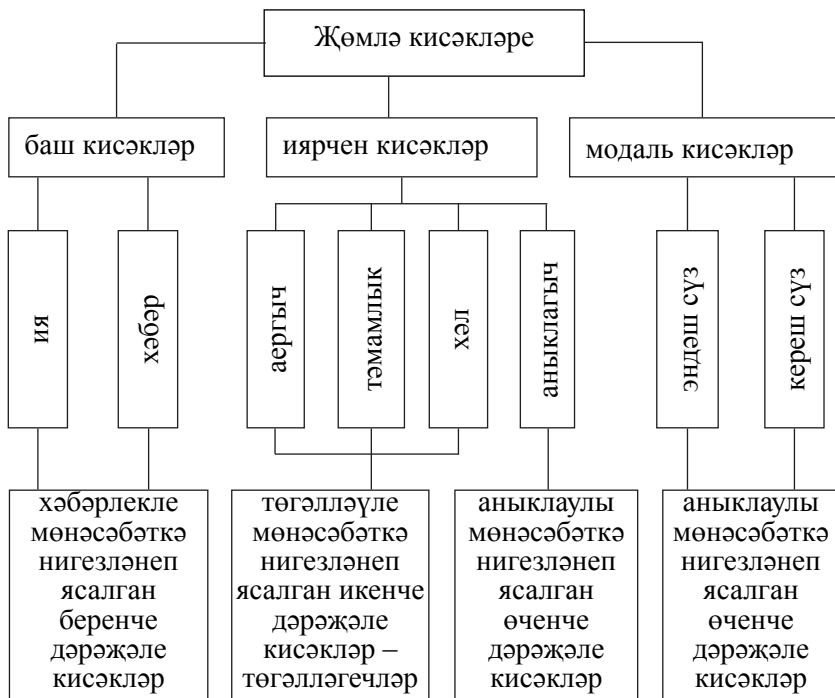 Җөмлә кисәкләре
баш кисәкләр
иярчен кисәкләр
модаль кисәкләр
ия
хәбәр
аергыч
тәмамлык
хәл
аныклагыч
эндәш сүз
кереш сүз
хәбәрлекле
мөнәсәбәткә
нигезләнеп
ясалган
беренче
дәрәҗәле
кисәкләр
төгәлләүле
мөнәсәбәткә
нигезләнеп
ясалган икенче
дәрәҗәле
кисәкләр –
төгәлләгечләр
аныклаулы
мөнәсәбәткә
нигезләнеп
ясалган
өченче
дәрәҗәле
кисәкләр
аныклаулы
мөнәсәбәткә
нигезләнеп
ясалган
өченче
дәрәҗәле
кисәкләр